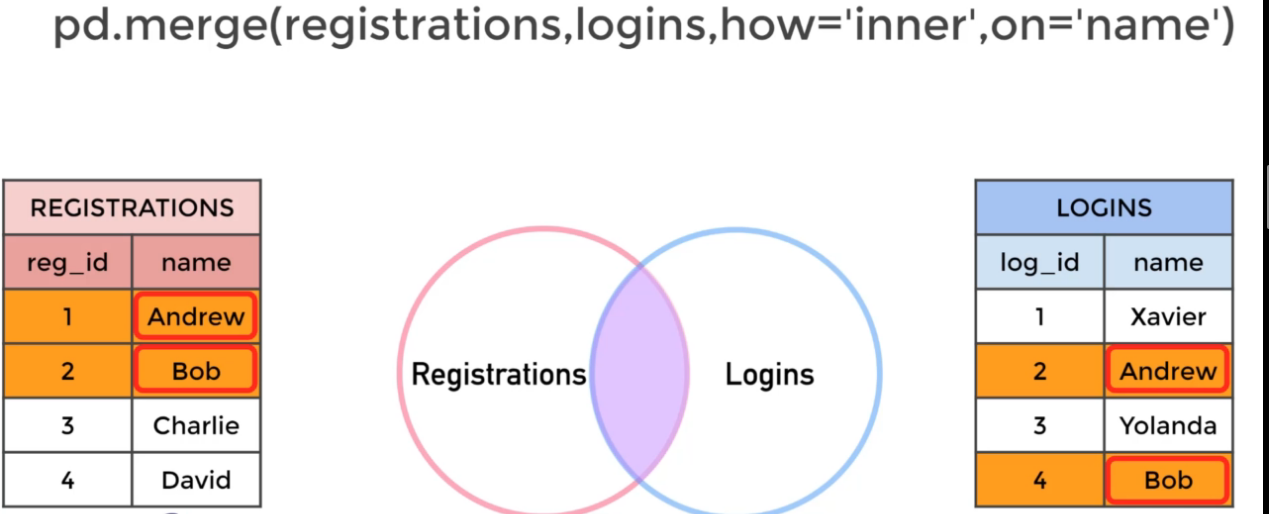 pd.merge(registrations,logins,how='inner',on='name')
REGISTRATIONS
reg_id name
1 Andrew
2 Bob
3 Charlie
4 David
Registrations
Logins
LOGINS
log_id name
1 Xavier
2 Andrew
3 Yolanda
4 Bob